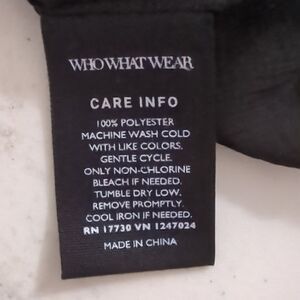 WHO WHAT WEAR
CARE INFO
100% POLYESTER
MACHINE WASH COLD
WITH LIKE COLORS.
GENTLE CYCLE.
ONLY NON-CHLORINE
BLEACH IF NEEDED.
TUMBLE DRY LOW.
REMOVE PROMPTLY.
COOL IRON IF NEEDED.
RN 17730 VN 1247024
MADE IN CHINA